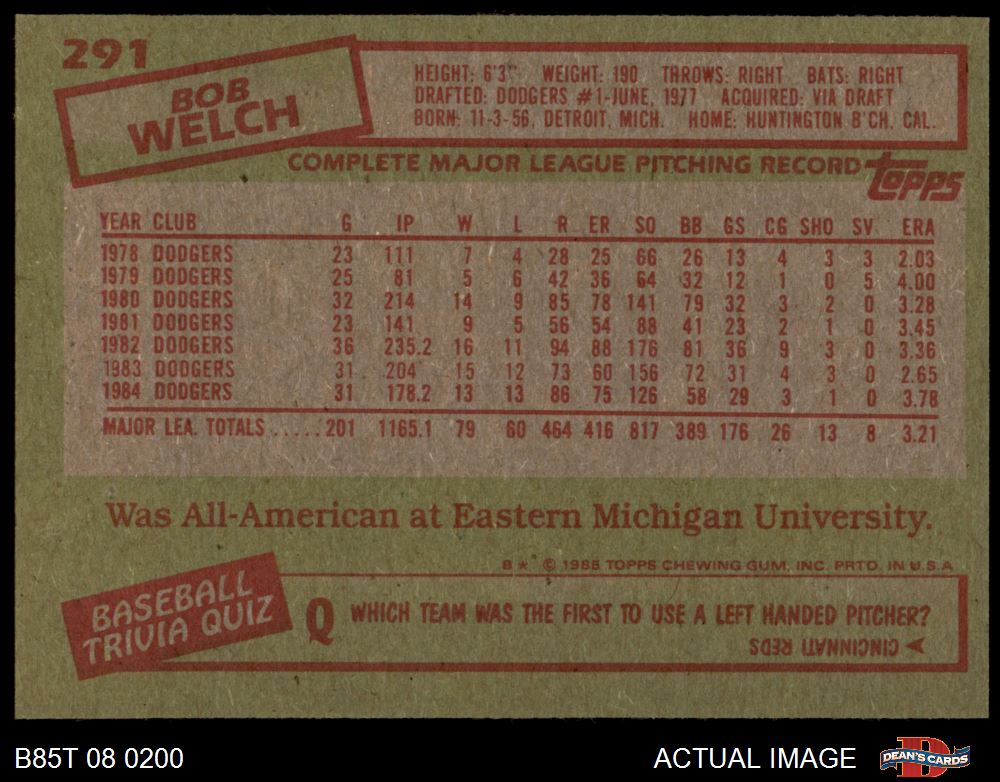 291
BOB
WELCH
HEIGHT: 6'3" WEIGHT: 190 THROWS: RIGHT BATS: RIGHT
DRAFTED: DODGERS #1-JUNE, 1977 ACQUIRED: VIA DRAFT
BORN: 11-3-56, DETROIT, MICH. HOME: HUNTINGTON B'CH, CAL.
COMPLETE MAJOR LEAGUE PITCHING RECORD
TOPPS
YEAR CLUB G IP W L R ER SO BB GS CG SHO SV ERA
1978 DODGERS 23 111 7 4 28 25 66 26 13 4 3 3 2.03
1979 DODGERS 25 81 5 6 42 36 64 32 12 1 0 5 4.00
1980 DODGERS 32 214 14 9 85 78 141 79 32 3 2 0 3.28
1981 DODGERS 23 141 9 5 56 54 88 41 23 2 1 0 3.45
1982 DODGERS 36 235.2 16 11 94 88 176 81 36 9 3 0 3.36
1983 DODGERS 31 204 15 12 73 60 156 72 31 4 3 0 2.65
1984 DODGERS 31 178.2 13 13 86 75 126 58 29 3 1 0 3.78
MAJOR LEA. TOTALS ..... 201 1165.1 79 60 464 416 817 389 176 26 13 8 3.21
Was All-American at Eastern Michigan University.
B* © 1985 TOPPS CHEWING GUM, INC. PRTD. IN U.S.A
BASEBALL
TRIVIA QUIZ
Q WHICH TEAM WAS THE FIRST TO USE A LEFT HANDED PITCHER?
CINCINNATI REDS
B85T 08 0200
ACTUAL IMAGE
D
DEAN'S CARDS